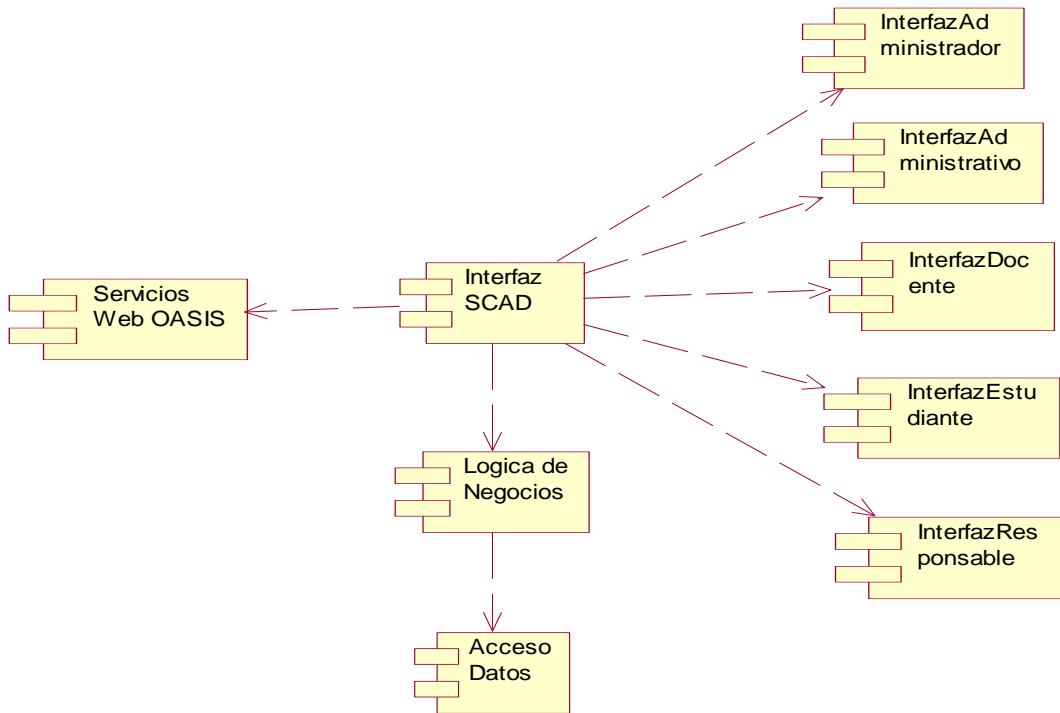 InterfazAd
ministrador
InterfazAd
ministrativo
InterfazDoc
ente
Interfaz
SCAD
Servicios
Web OASIS
InterfazEstu
diante
Logica de
Negocios
InterfazRes
ponsable
Acceso
Datos